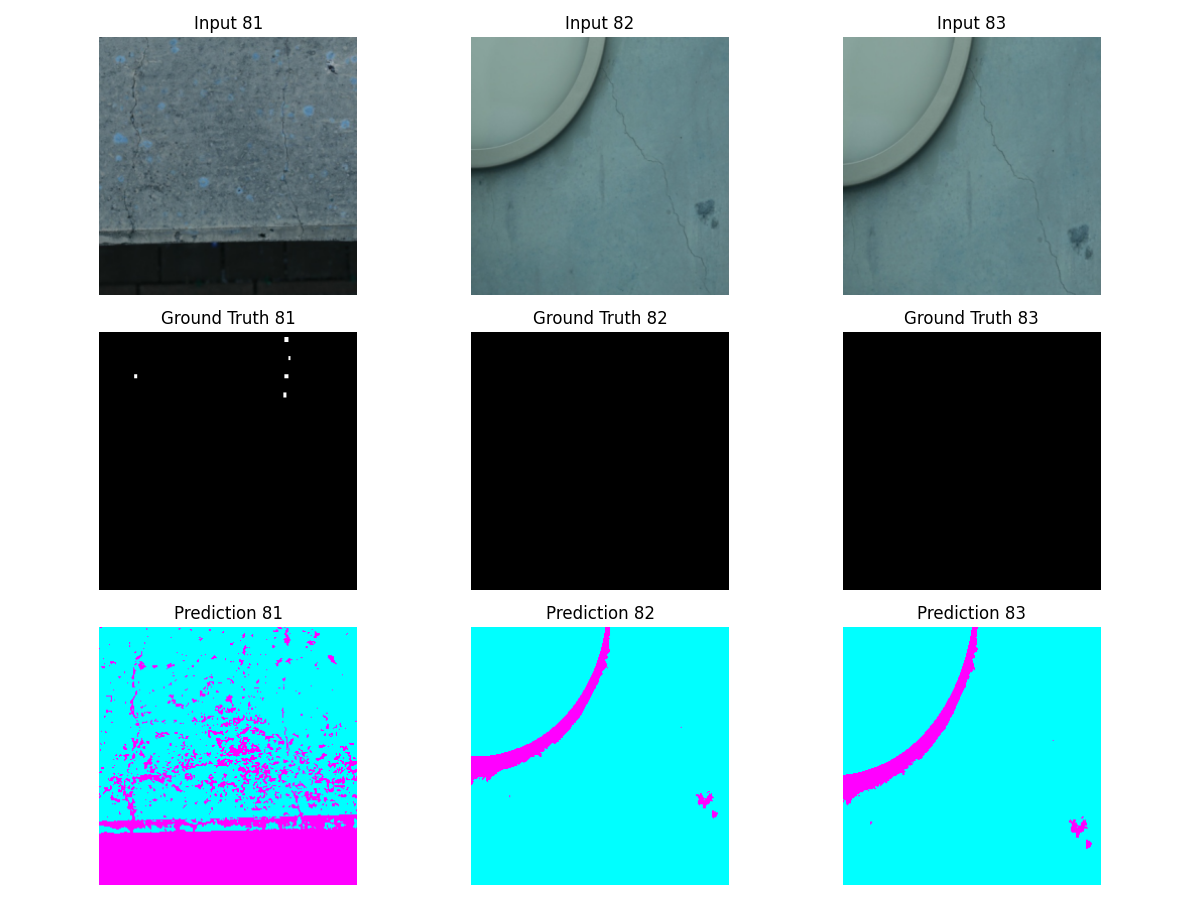 Input 81
Input 82
Input 83
Ground Truth 81
Ground Truth 82
Ground Truth 83
Prediction 81
Prediction 82
Prediction 83